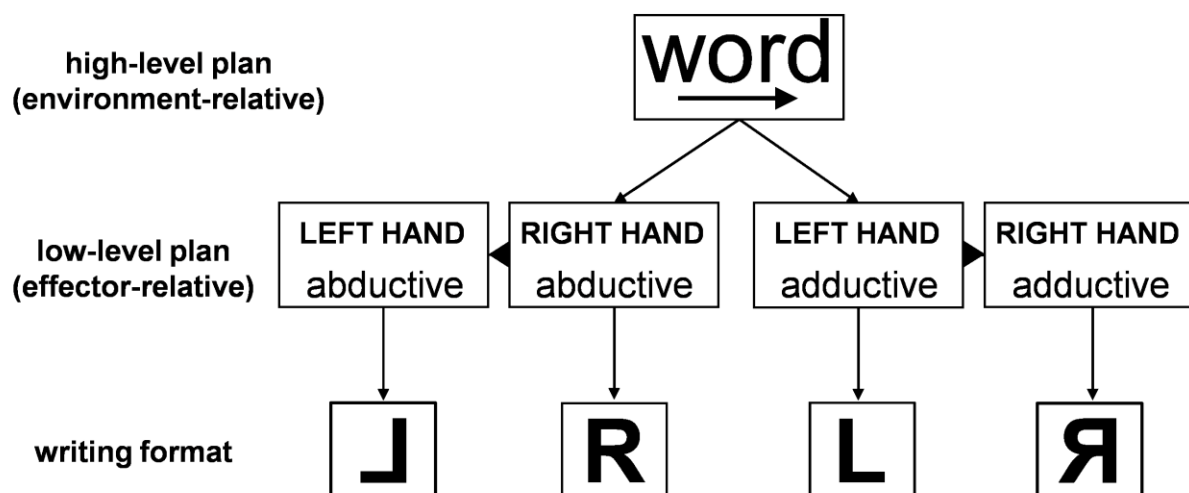 word
high-level plan
(environment-relative)
LEFT HAND RIGHT HAND LEFT HAND RIGHT HAND
abductive abductive adductive adductive
low-level plan
(effector-relative)
writing format
⅃ R L Я